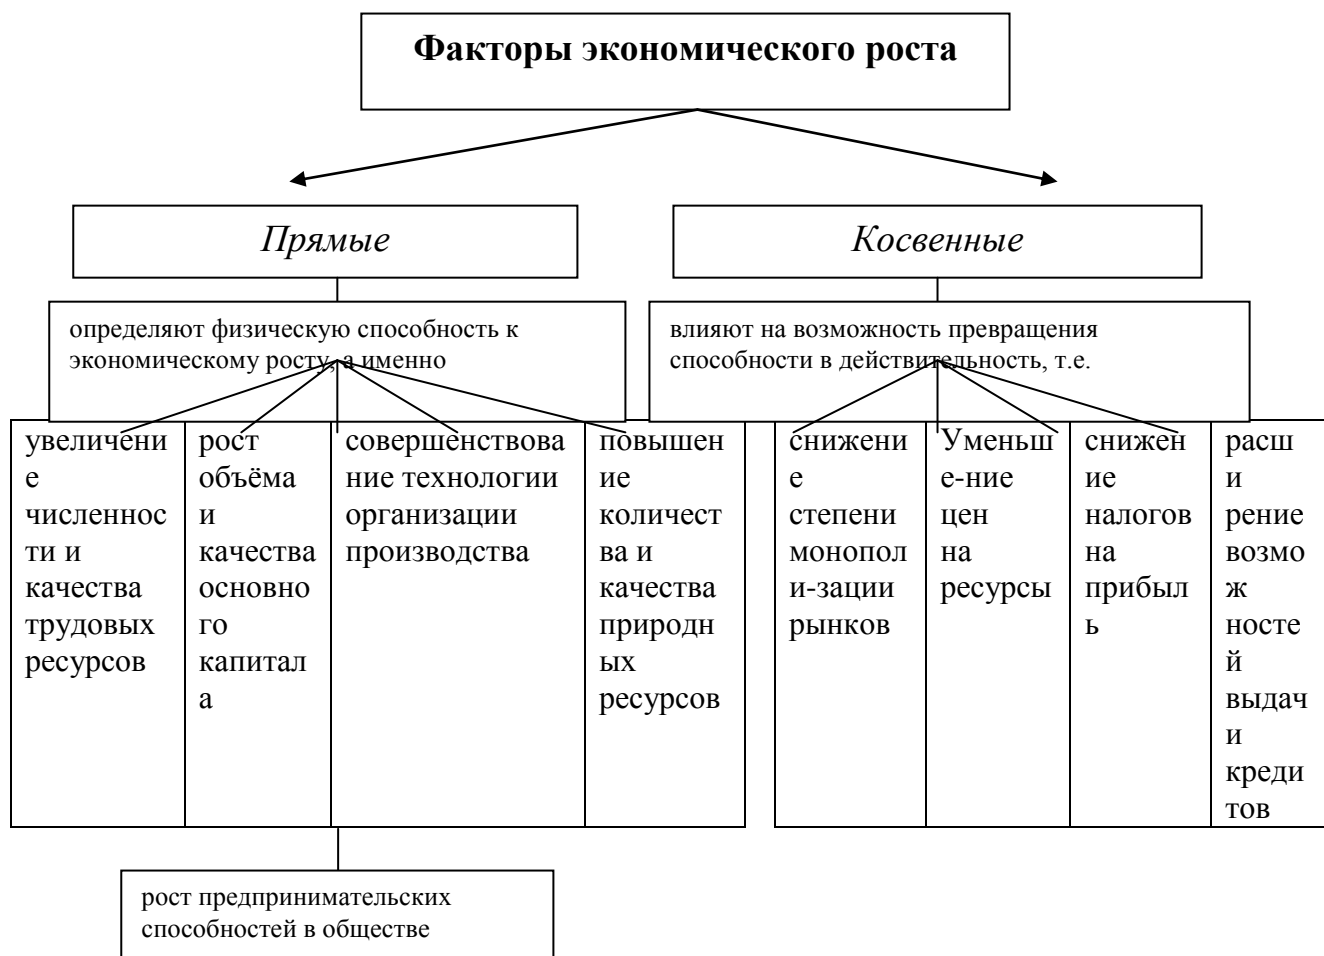 Факторы экономического роста
Прямые
Косвенные
определяют физическую способность к
экономическому росту, а именно
влияют на возможность превращения
способности в действительность, т.е.
увеличени
е
численнос
ти и
качества
трудовых
ресурсов
рост
объёма
и
качества
основно
го
капитал
а
совершенствова
ние технологии
организации
производства
повышен
ие
количест
ва и
качества
природн
ых
ресурсов
снижение
е
степени
монопол
и-зации
рынков
Уменьш
е-ние
цен
на
ресурсы
снижен
ие
налогов
на
прибыл
ь
расш
и
рение
возмо
ж
носте
й
выдач
и
креди
тов
рост предпринимательских
способностей в обществе